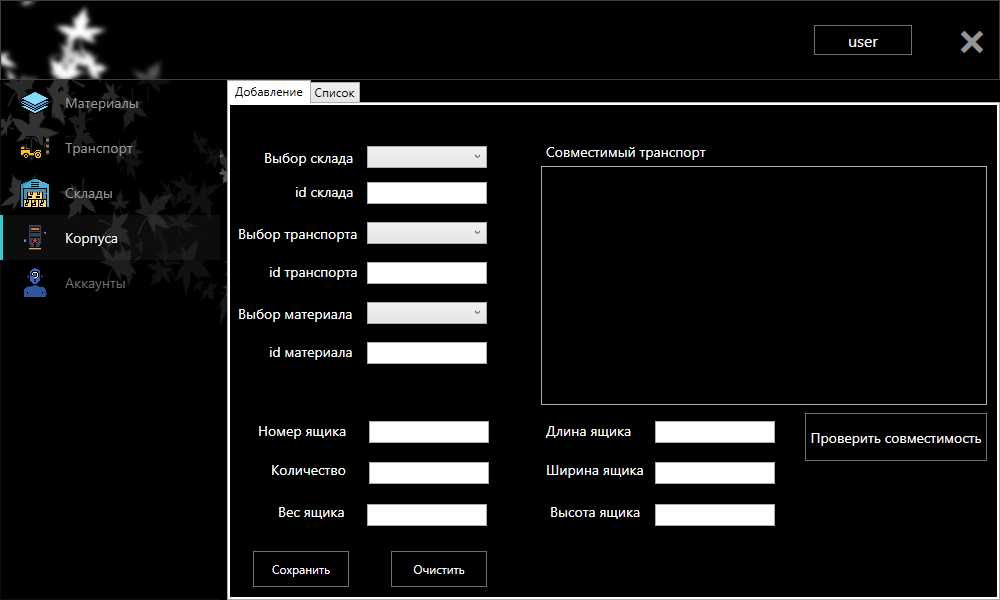 user
Материалы
Транспорт
Склады
Корпуса
Аккаунты
Добавление
Список
Выбор склада
id склада
Выбор транспорта
id транспорта
Выбор материала
id материала
Совместимый транспорт
Номер ящика
Количество
Вес ящика
Длина ящика
Ширина ящика
Высота ящика
Проверить совместимость
Сохранить
Очистить